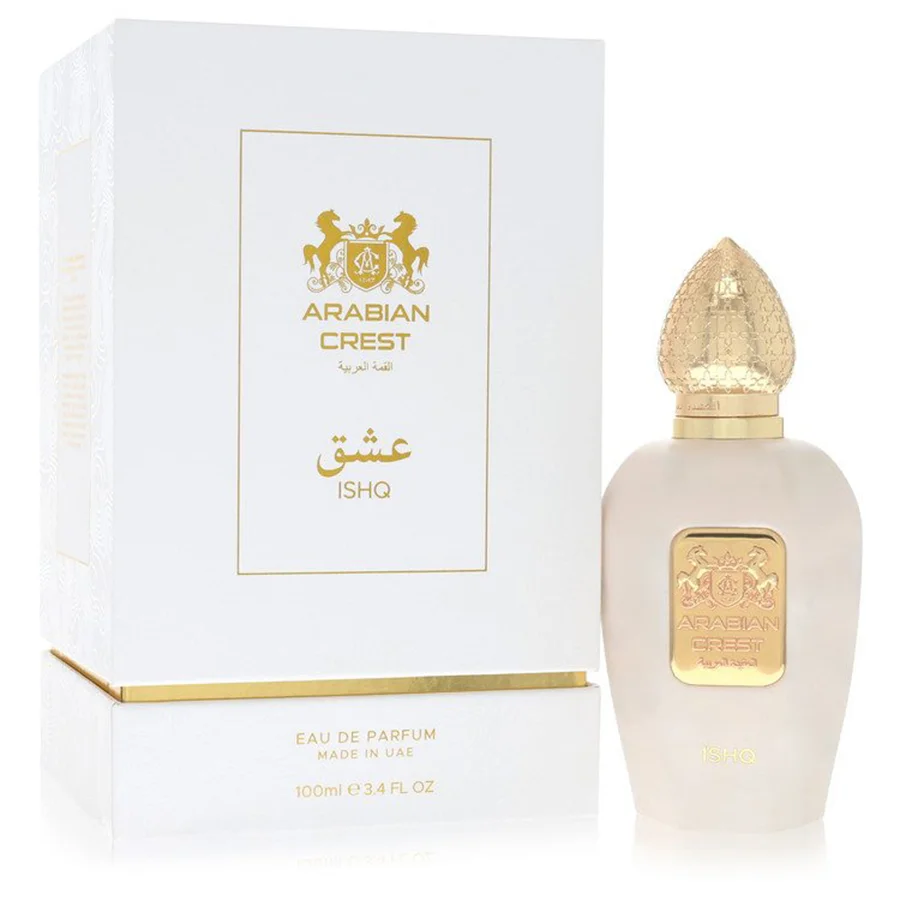 ARABIAN
CREST
القمة العربية
عشق
ISHQ
EAU DE PARFUM
MADE IN UAE
100ml ℮ 3.4 FL OZ
ARABIAN
CREST
القمة العربية
ISHQ